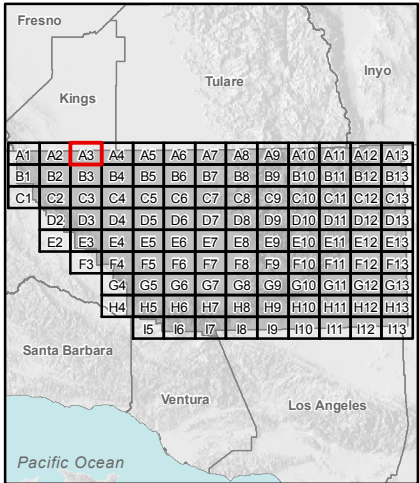 Fresno
Tulare
Inyo
Kings
A1 A2 A3 A4 A5 A6 A7 A8 A9 A10 A11 A12 A13
B1 B2 B3 B4 B5 B6 B7 B8 B9 B10 B11 B12 B13
C1 C2 C3 C4 C5 C6 C7 C8 C9 C10 C11 C12 C13
D2 D3 D4 D5 D6 D7 D8 D9 D10 D11 D12 D13
E2 E3 E4 E5 E6 E7 E8 E9 E10 E11 E12 E13
F3 F4 F5 F6 F7 F8 F9 F10 F11 F12 F13
G4 G5 G6 G7 G8 G9 G10 G11 G12 G13
H4 H5 H6 H7 H8 H9 H10 H11 H12 H13
I5 I6 I7 I8 I9 I10 I11 I12 I13
Santa Barbara
Ventura
Los Angeles
Pacific Ocean